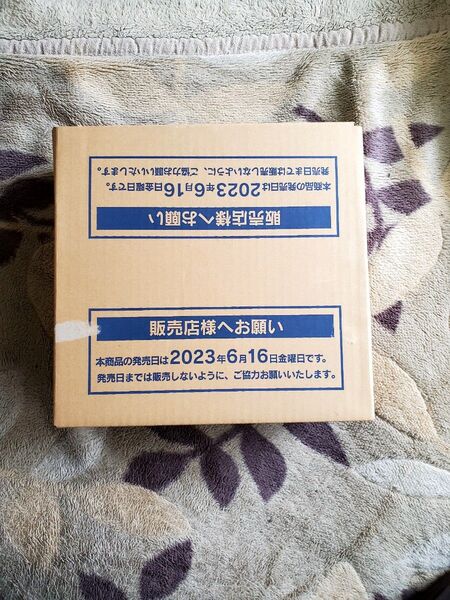 販売店様へお願い
本商品の発売日は2023年6月16日金曜日です。
発売日までは販売しないように、ご協力お願いいたします。
販売店様へお願い
本商品の発売日は2023年6月16日金曜日です。
発売日までは販売しないように、ご協力お願いいたします。